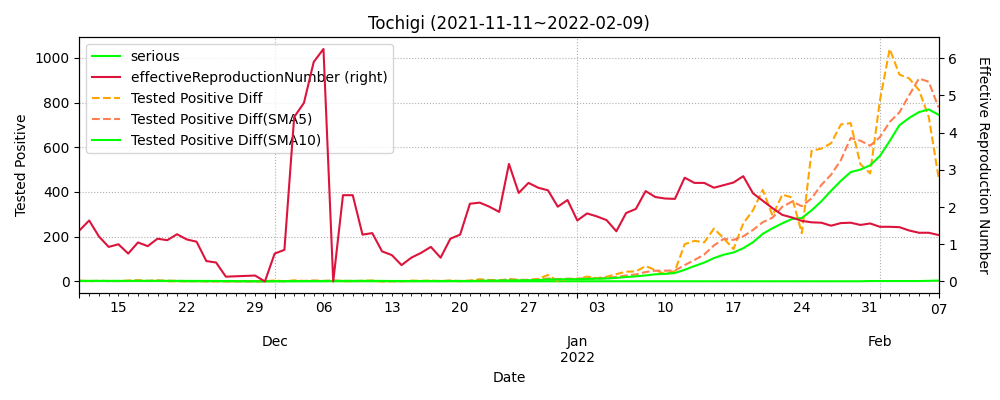 Tochigi (2021-11-11~2022-02-09)
serious
effectiveReproductionNumber (right)
Tested Positive Diff
Tested Positive Diff(SMA5)
Tested Positive Diff(SMA10)
Tested Positive
1000
800
600
400
200
0
Effective Reproduction Number
6
5
4
3
2
1
0
15 22 29 06 13 20 27 03 10 17 24 31 07
Dec Jan Feb
2022
Date